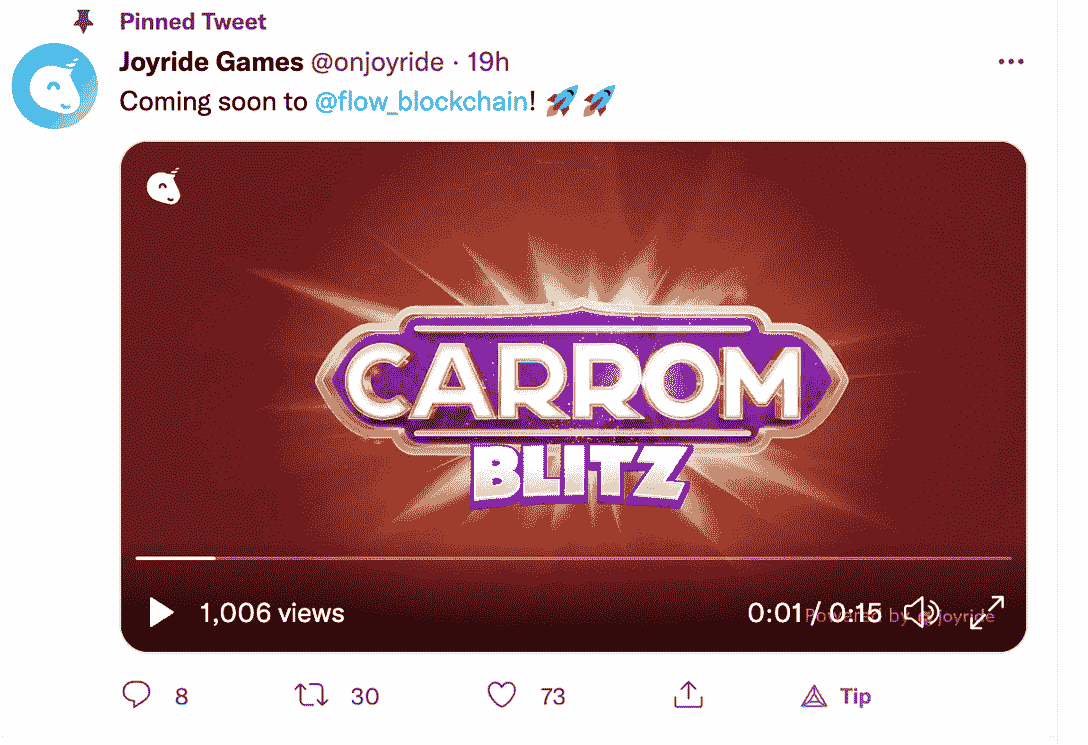 Pinned Tweet
Joyride Games @onjoyride · 19h
Coming soon to @flow_blockchain! 🚀🚀
CARROM
BLITZ
1,006 views
0:01 / 0:15
Powered by joyride
8
30
73
Tip